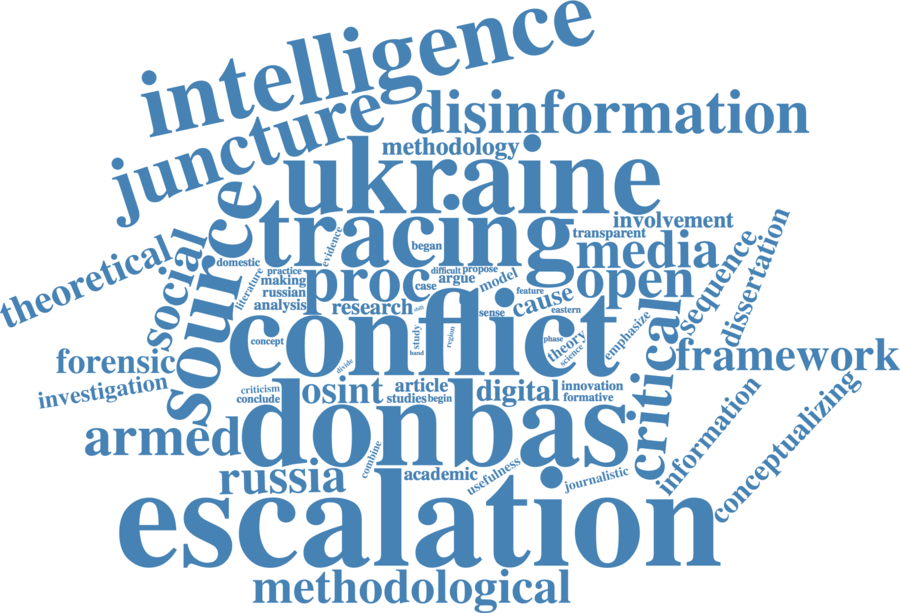 intelligence
juncture
disinformation
methodology
ukraine
source
tracing
involvement
transparent
evidence
began
media
theoretical
social
domestic
literature
practice
making
russian
analysis
proc
difficult
propose
case
argue
model
open
sequence
dissertation
research
shift
sense
feature
cause
eastern
conflict
concept
study
hand
region
phase
theory
science
emphasize
critical
framework
forensic
investigation
divide
criticism
conclude
osint
article
studies
begin
digital
innovation
formative
armed
donbas
information
conceptualizing
russia
combine
academic
usefulness
journalistic
escalation
methodological